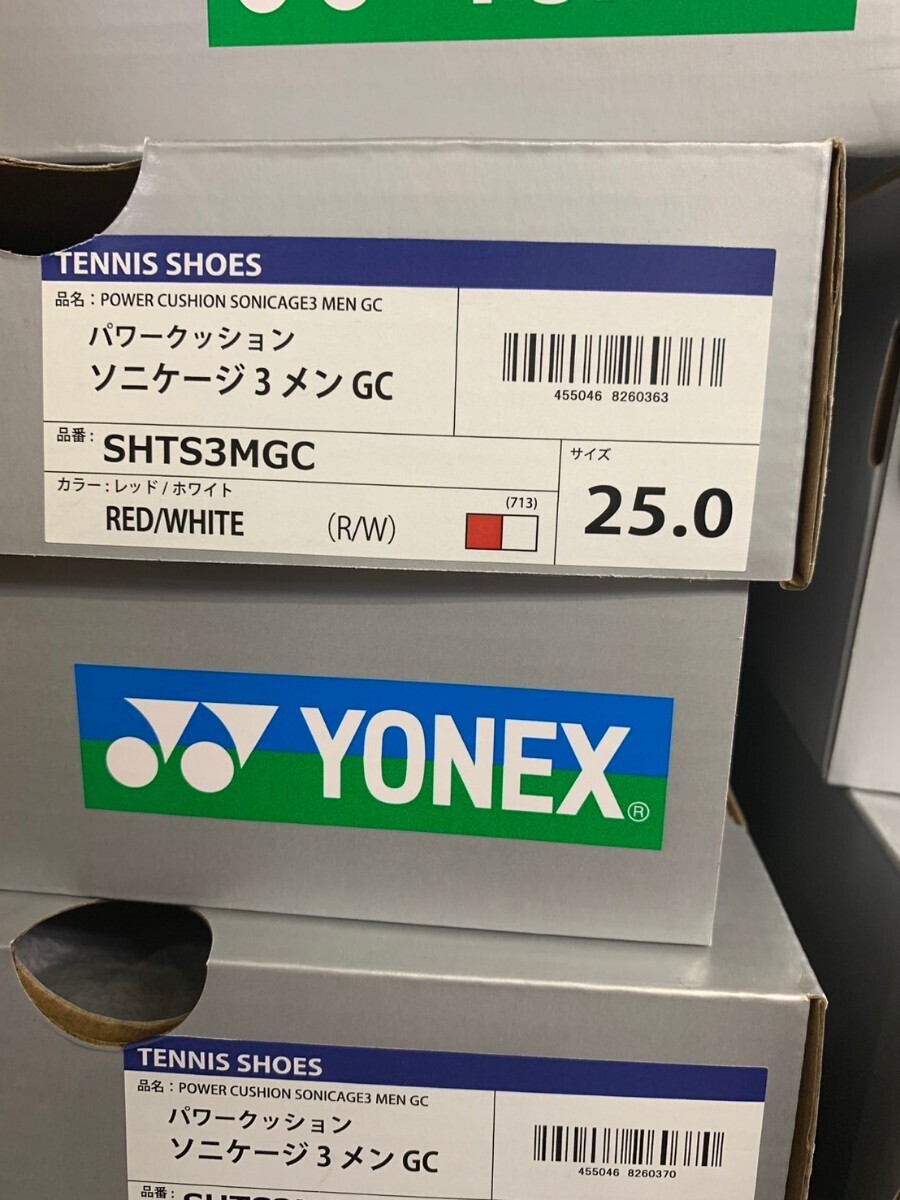 TENNIS SHOES
品名：POWER CUSHION SONICAGE3 MEN GC
パワークッション
ソニケージ 3 メン GC
455046 8260363
品番：
SHTS3MGC
サイズ
25.0
カラー：レッド / ホワイト
RED/WHITE (R/W)
(713)
YONEX®
TENNIS SHOES
品名：POWER CUSHION SONICAGE3 MEN GC
パワークッション
ソニケージ 3 メン GC
455046 8260370
品番：